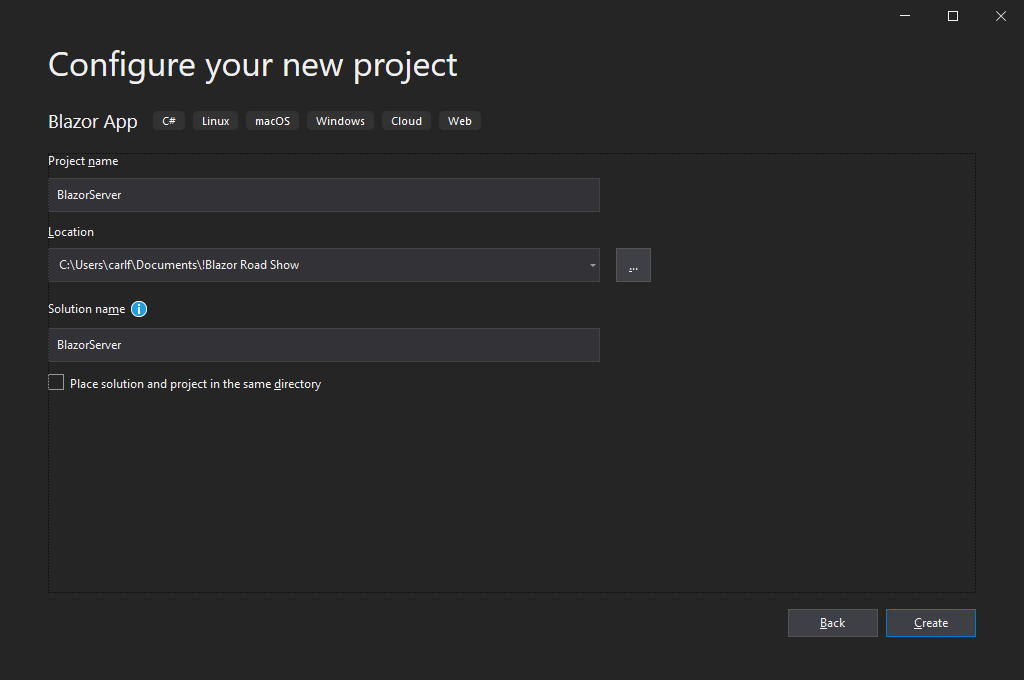 Configure your new project
Blazor App C# Linux macOS Windows Cloud Web
Project name
BlazorServer
Location
C:\Users\carlf\Documents\!Blazor Road Show
...
Solution name
BlazorServer
Place solution and project in the same directory
Back Create